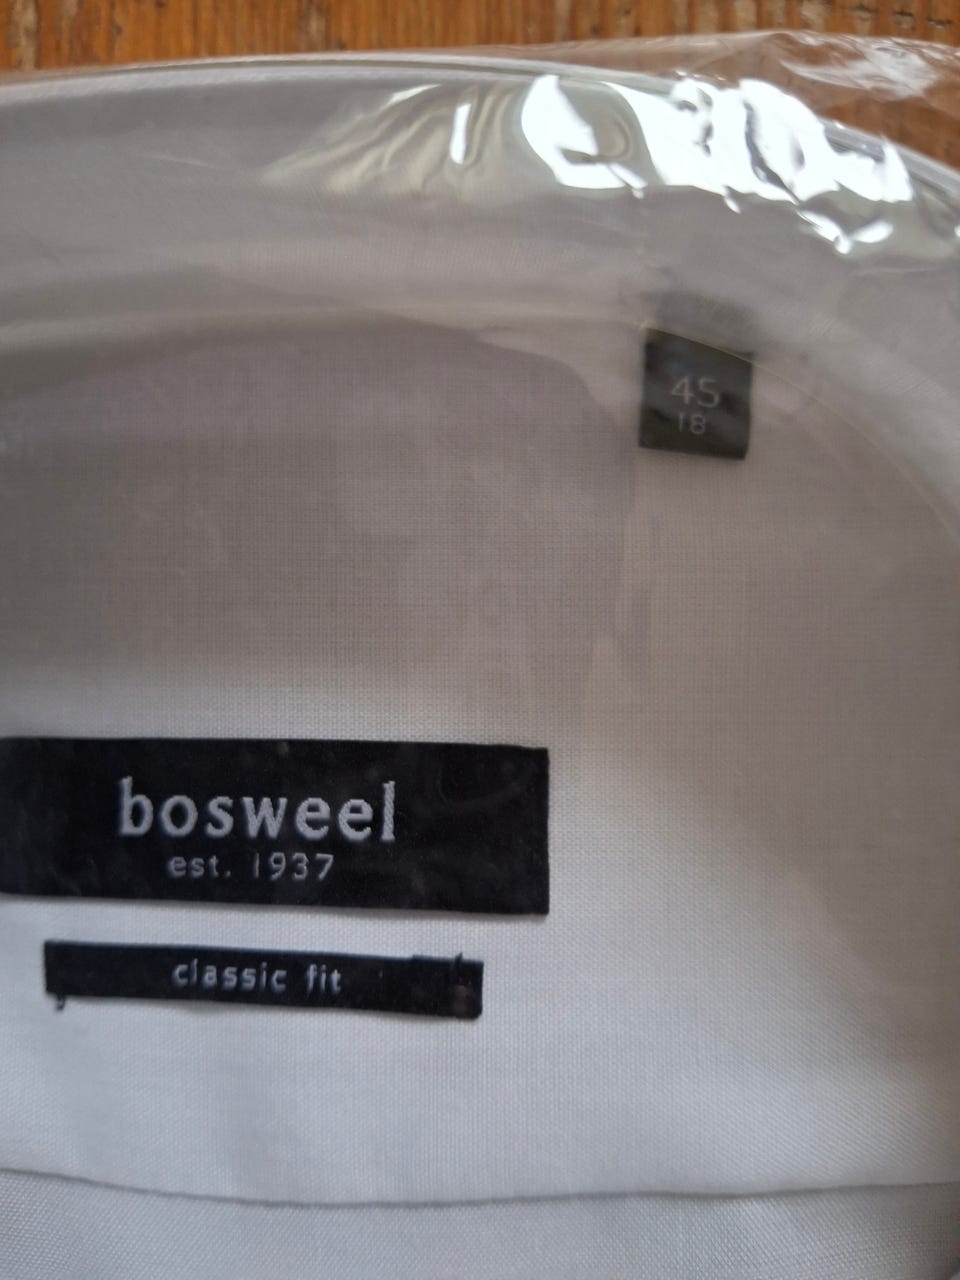 45
18
bosweel
est. 1937
classic fit